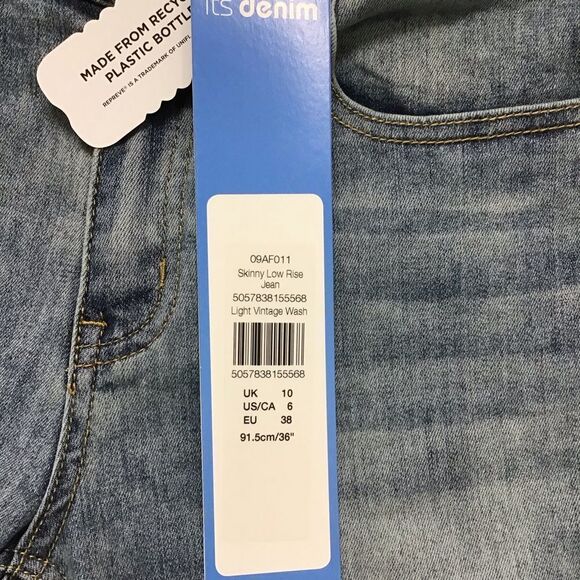 its denim
MADE FROM RECYC
PLASTIC BOTTL
REPREVE® IS A TRADEMARK OF UNIFI,
09AF011
Skinny Low Rise
Jean
5057838155568
Light Vintage Wash
5057838155568
UK 10
US/CA 6
EU 38
91.5cm/36"